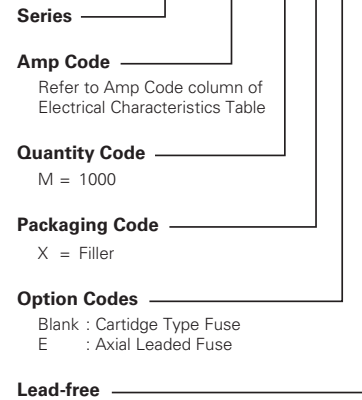 Series
Amp Code
Refer to Amp Code column of
Electrical Characteristics Table
Quantity Code
M = 1000
Packaging Code
X = Filler
Option Codes
Blank : Cartidge Type Fuse
E : Axial Leaded Fuse
Lead-free